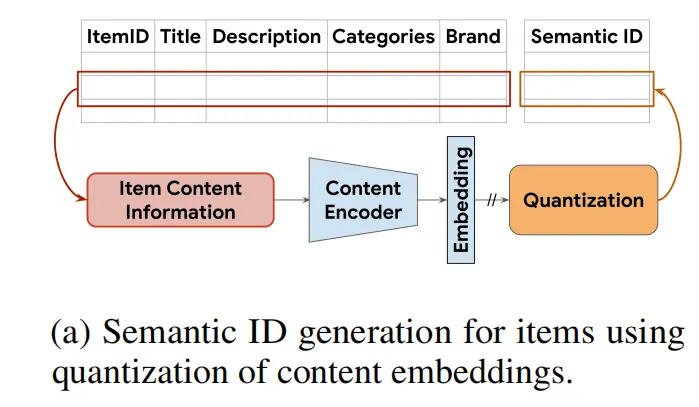 ItemID Title Description Categories Brand Semantic ID
Item Content
Information
Content
Encoder
Embedding
//
Quantization
(a) Semantic ID generation for items using
quantization of content embeddings.